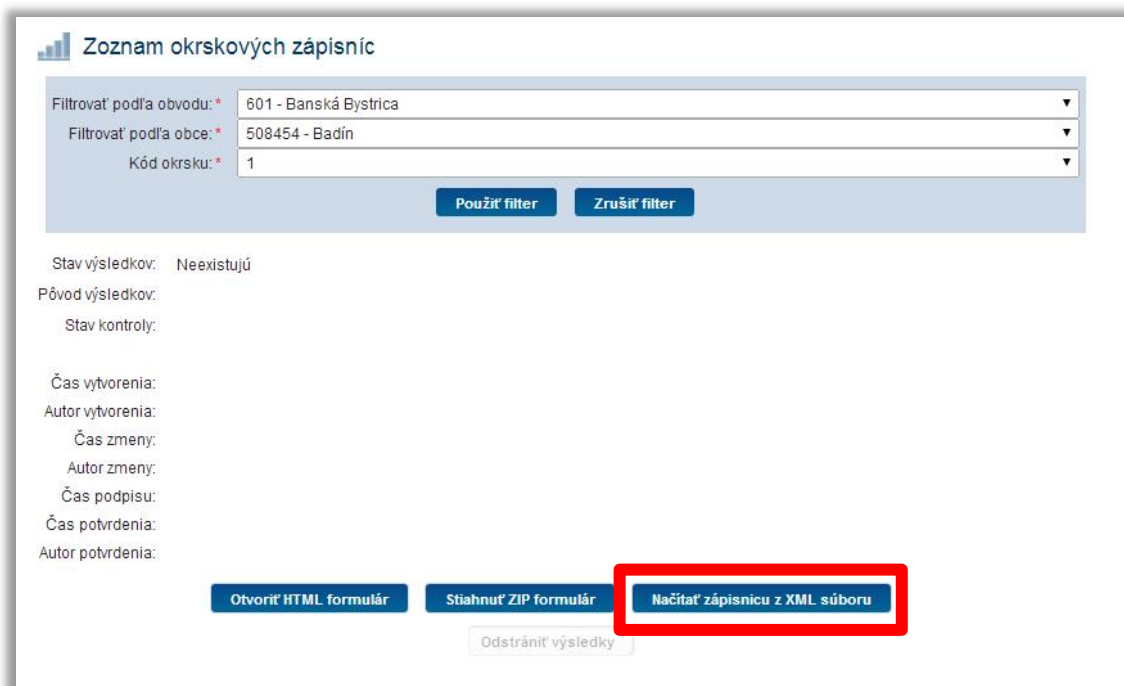 Zoznam okrskových zápisníc
Filtrovať podľa obvodu: * 601 - Banská Bystrica
Filtrovať podľa obce: * 508454 - Badín
Kód okrsku: * 1
Použiť filter Zrušiť filter
Stav výsledkov: Neexistujú
Pôvod výsledkov:
Stav kontroly:
Čas vytvorenia:
Autor vytvorenia:
Čas zmeny:
Autor zmeny:
Čas podpisu:
Čas potvrdenia:
Autor potvrdenia:
Otvoriť HTML formulár Stiahnuť ZIP formulár Načítať zápisnicu z XML súboru
Odstrániť výsledky